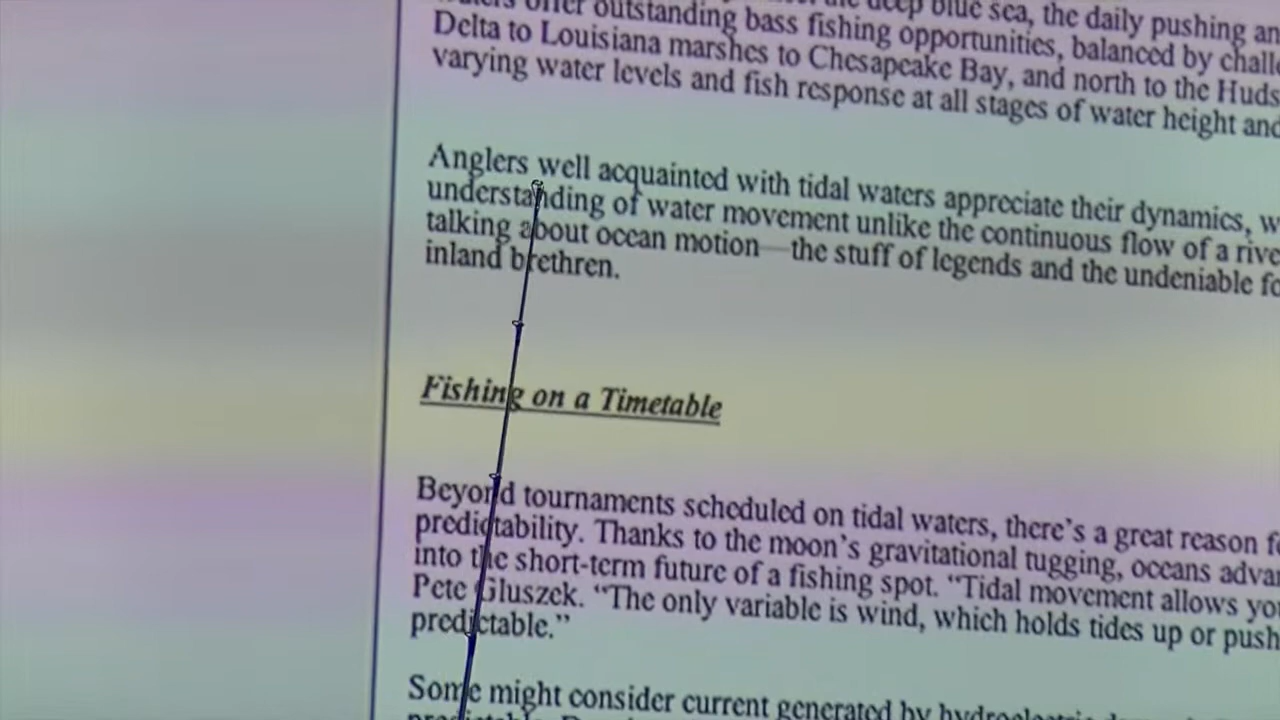 outstanding bass fishing opportunities, balanced by
Delta to Louisiana marshes to Chesapeake Bay, and north to the
varying water levels and fish response at all stages of water height and
Anglers well acquainted with tidal waters appreciate their dynamics,
understanding of water movement unlike the continuous flow of a
talking about ocean motion—the stuff of legends and the undeniable
inland brethren.
Fishing on a Timetable
Beyond tournaments scheduled on tidal waters, there's a great reason
predictability. Thanks to the moon's gravitational tugging, oceans
into the short-term future of a fishing spot. “Tidal movement allows
Pete Gluszek. “The only variable is wind, which holds tides up or push
predictable.”
Some might consider current generated by